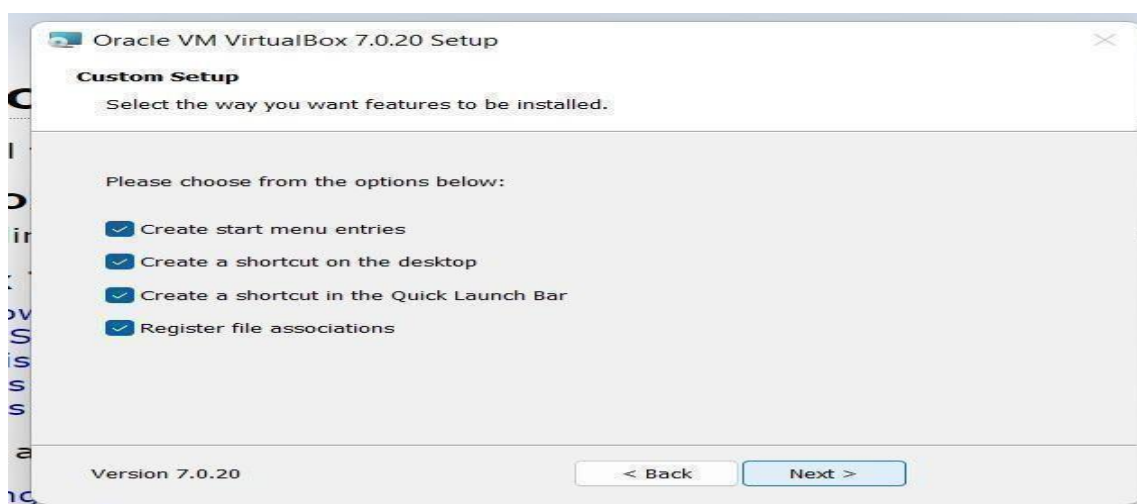 Oracle VM VirtualBox 7.0.20 Setup
Custom Setup
Select the way you want features to be installed.
Please choose from the options below:
Create start menu entries
Create a shortcut on the desktop
Create a shortcut in the Quick Launch Bar
Register file associations
Version 7.0.20
< Back Next >